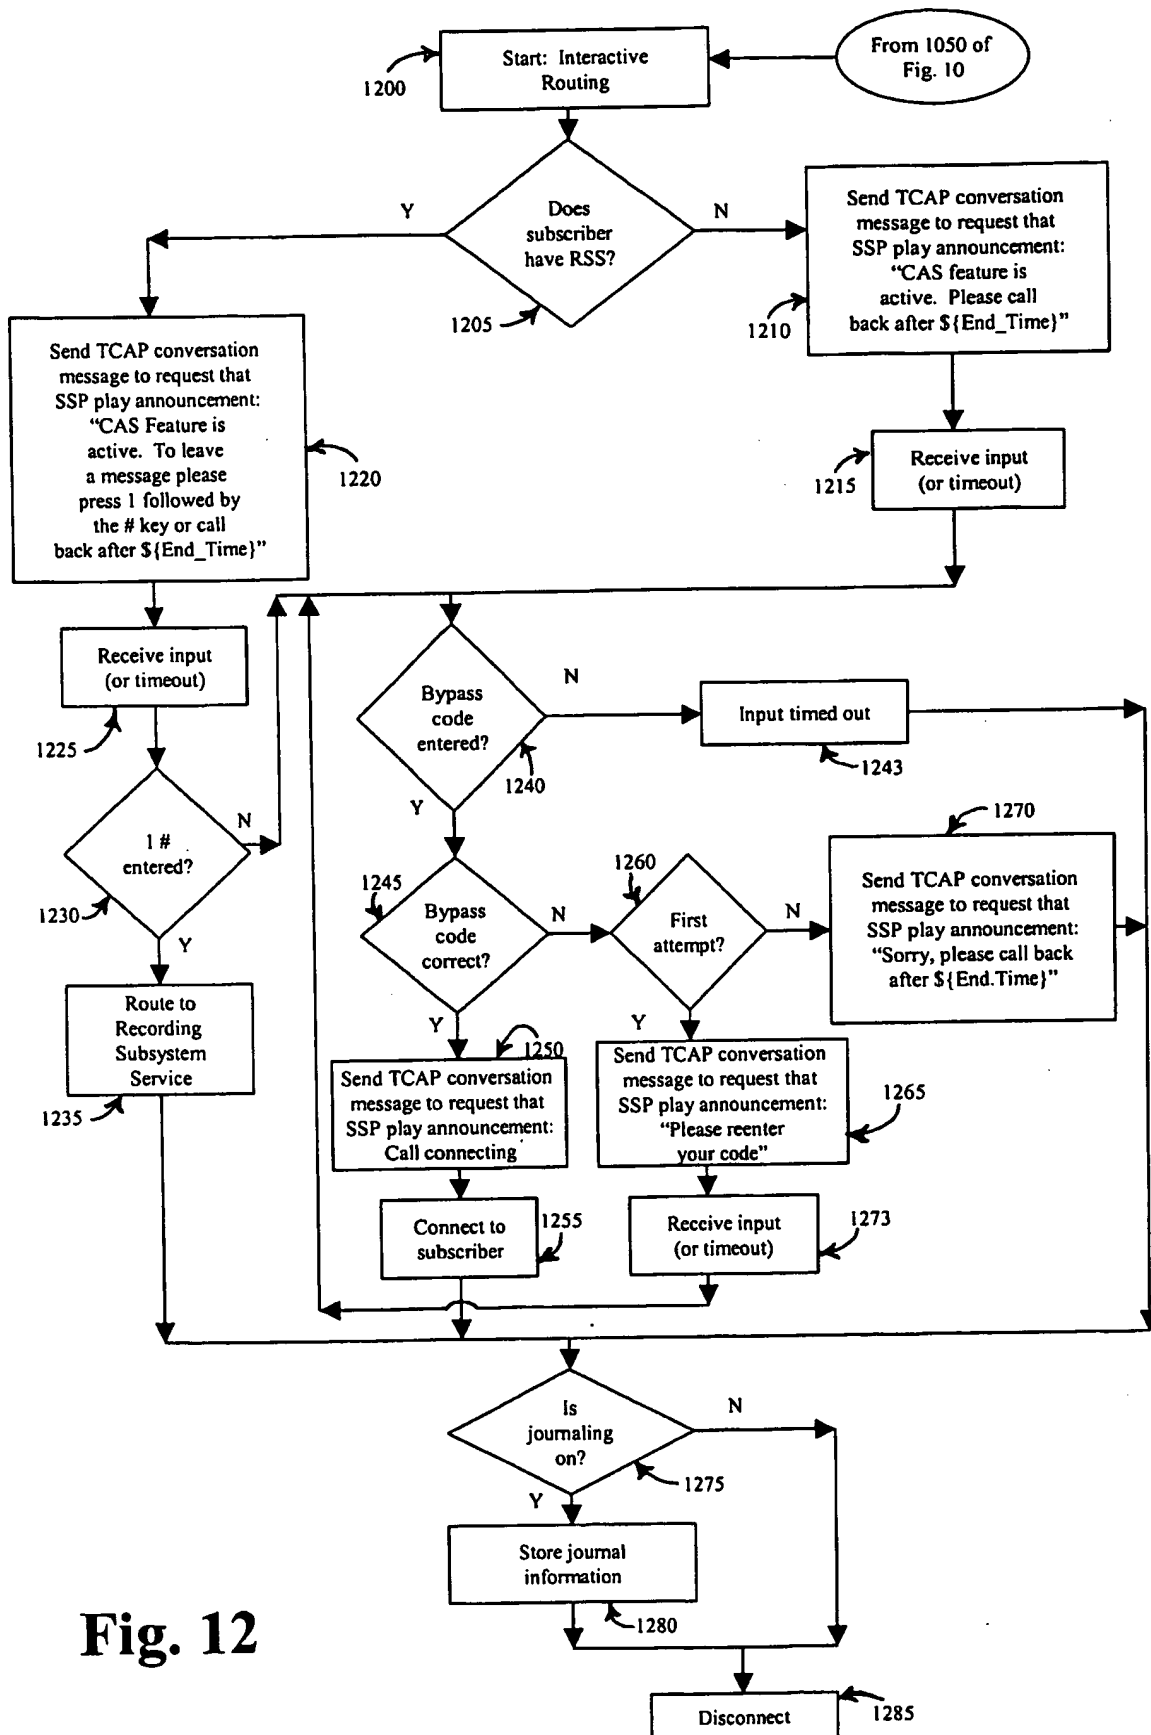 Start: Interactive
Routing
1200
From 1050 of
Fig. 10
Does
subscriber
have RSS?
Y
N
1205
Send TCAP conversation
message to request that
SSP play announcement:
“CAS feature is
active. Please call
back after ${End_Time}”
1210
Send TCAP conversation
message to request that
SSP play announcement:
“CAS Feature is
active. To leave
a message please
press 1 followed by
the # key or call
back after ${End_Time}”
1220
Receive input
(or timeout)
1215
Receive input
(or timeout)
1225
Bypass
code
entered?
N
1240
Y
Input timed out
1243
1 #
entered?
N
1230
Y
1245
Bypass
code
correct?
N
Y
1260
First
attempt?
N
Y
1270
Send TCAP conversation
message to request that
SSP play announcement:
“Sorry, please call back
after ${End.Time}”
Route to
Recording
Subsystem
Service
1235
1250
Send TCAP conversation
message to request that
SSP play announcement:
Call connecting
Send TCAP conversation
message to request that
SSP play announcement:
“Please reenter
your code”
1265
Connect to
subscriber
1255
Receive input
(or timeout)
1273
Is
journaling
on?
N
1275
Y
Store journal
information
1280
Fig. 12
Disconnect
1285